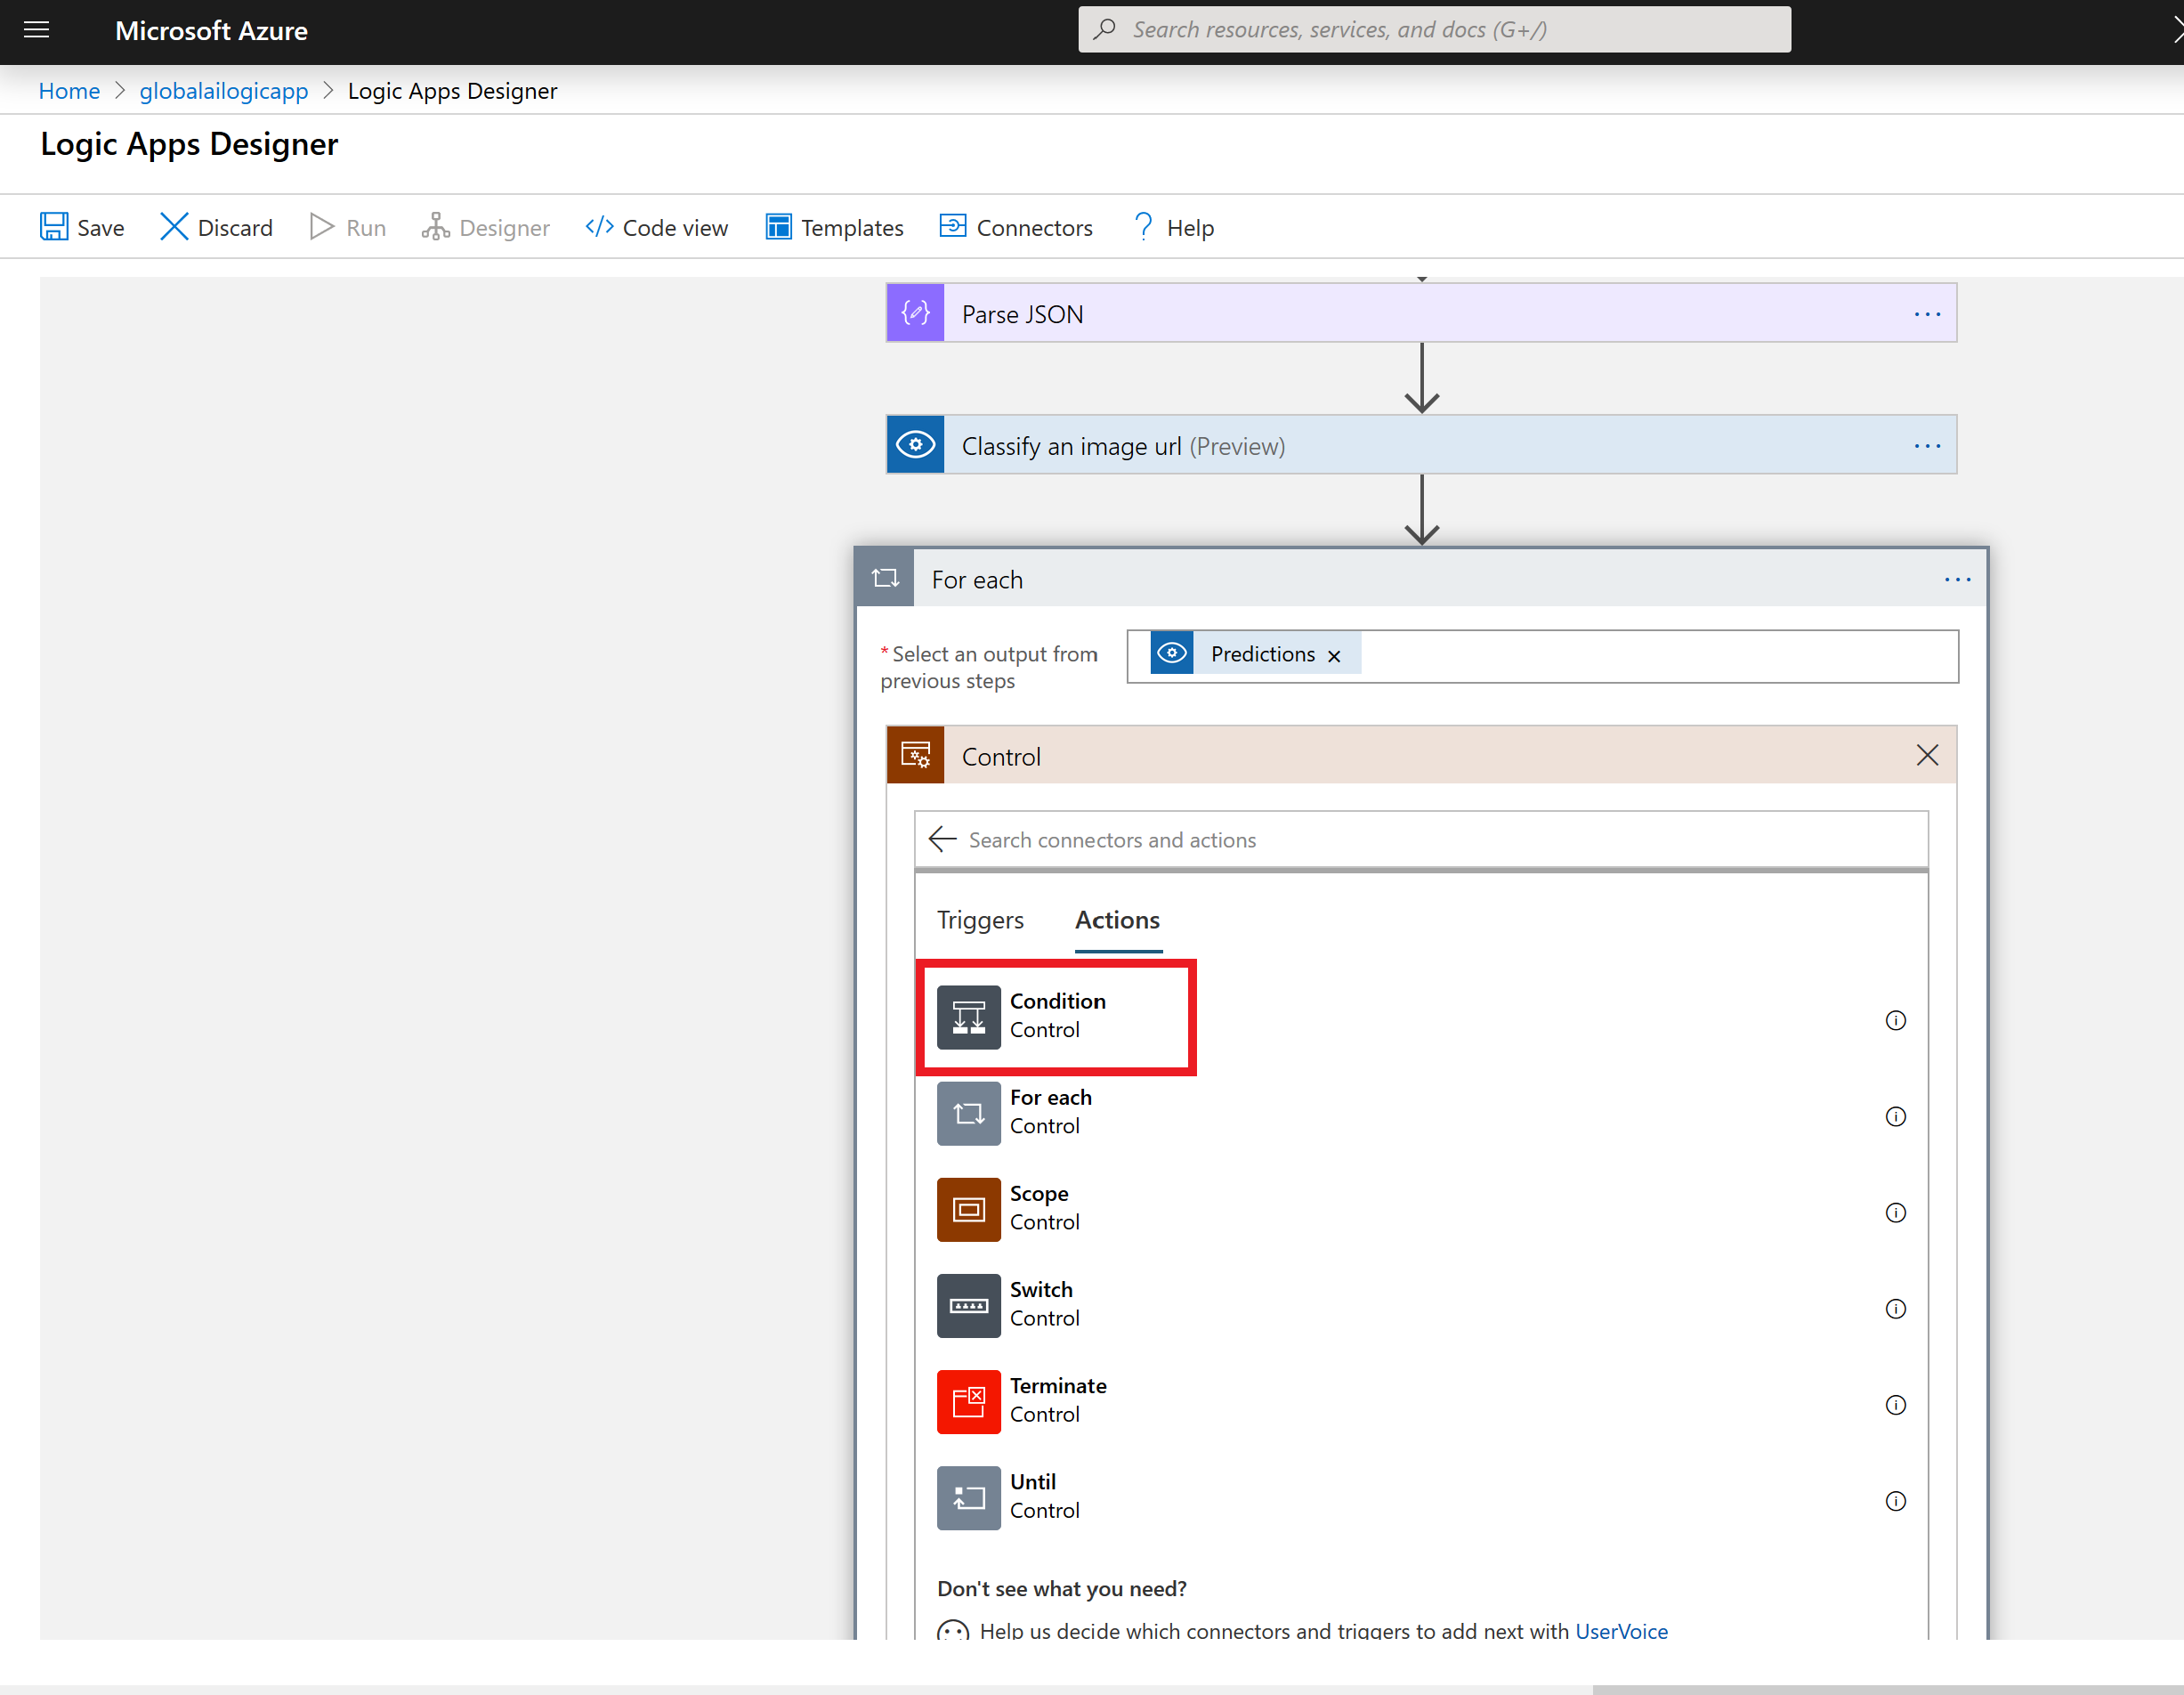 Microsoft Azure
Search resources, services, and docs (G+/)
Home > globalailogicapp > Logic Apps Designer
Logic Apps Designer
Save Discard Run Designer </> Code view Templates Connectors ? Help
Parse JSON ...
Classify an image url (Preview) ...
For each ...
* Select an output from
previous steps
Predictions ×
Control
Search connectors and actions
Triggers Actions
Condition
Control
For each
Control
Scope
Control
Switch
Control
Terminate
Control
Until
Control
Don't see what you need?
Help us decide which connectors and triggers to add next with UserVoice